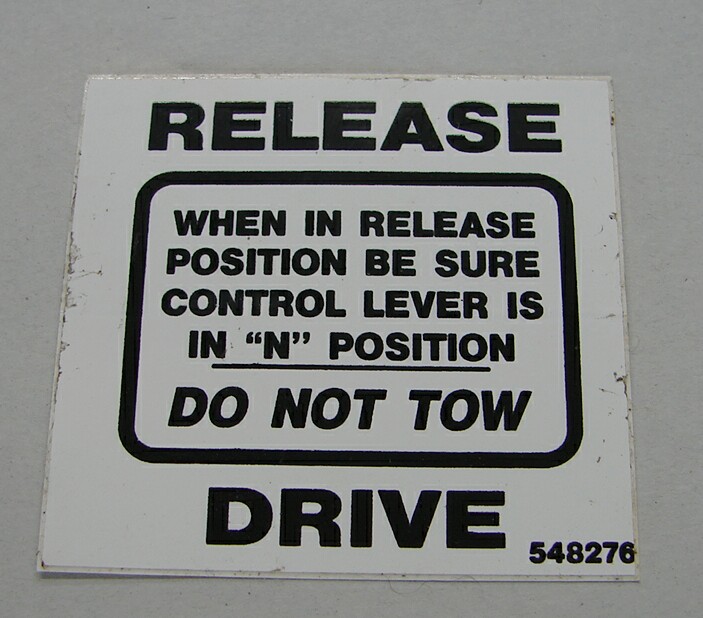 RELEASE
WHEN IN RELEASE
POSITION BE SURE
CONTROL LEVER IS
IN “N” POSITION
DO NOT TOW
DRIVE
548276